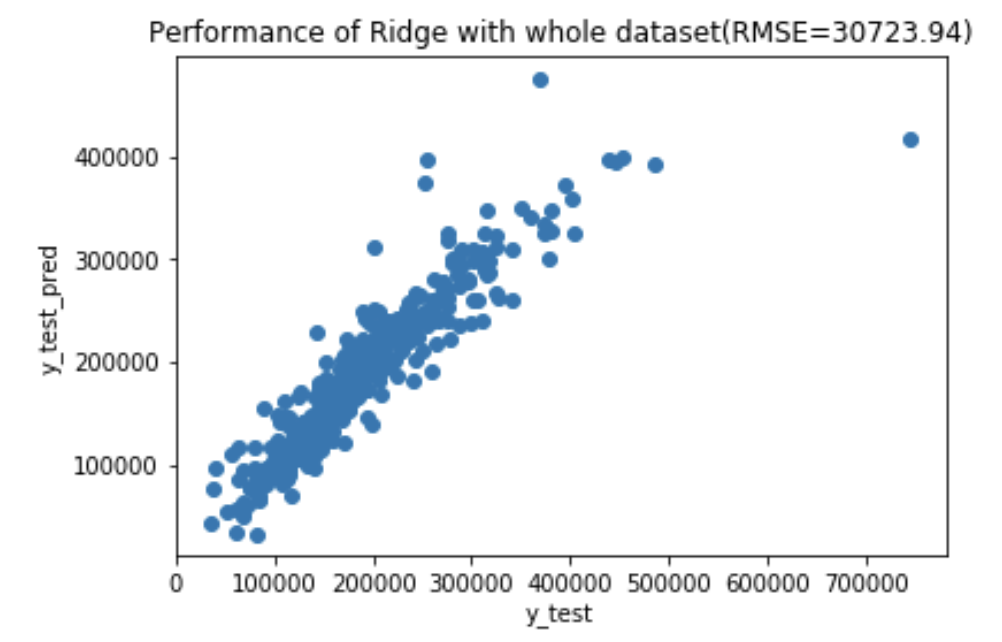 Performance of Ridge with whole dataset(RMSE=30723.94)
400000
300000
200000
100000
y_test_pred
0 100000 200000 300000 400000 500000 600000 700000
y_test